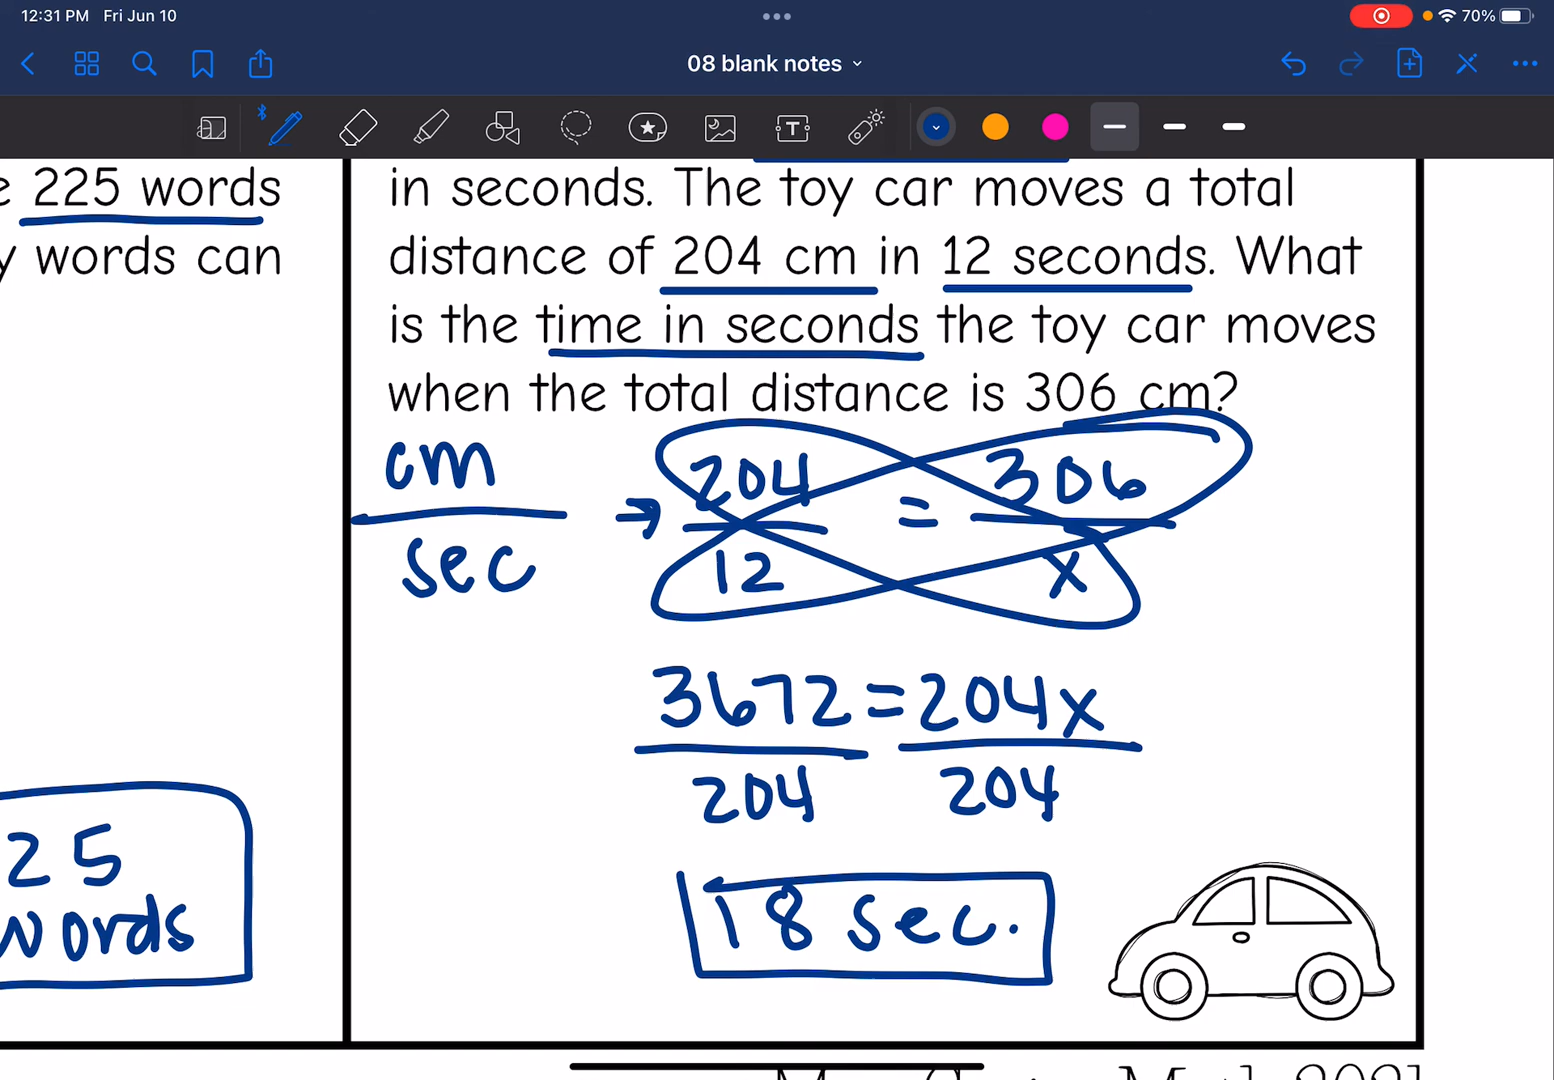 12:31 PM Fri Jun 10
70%
08 blank notes
T
225 words
words can
25
words
in seconds. The toy car moves a total
distance of 204 cm in 12 seconds. What
is the time in seconds the toy car moves
when the total distance is 306 cm?
cm
sec
→ 204 = 306
12 x
3672 = 204x
204 204
18 sec.